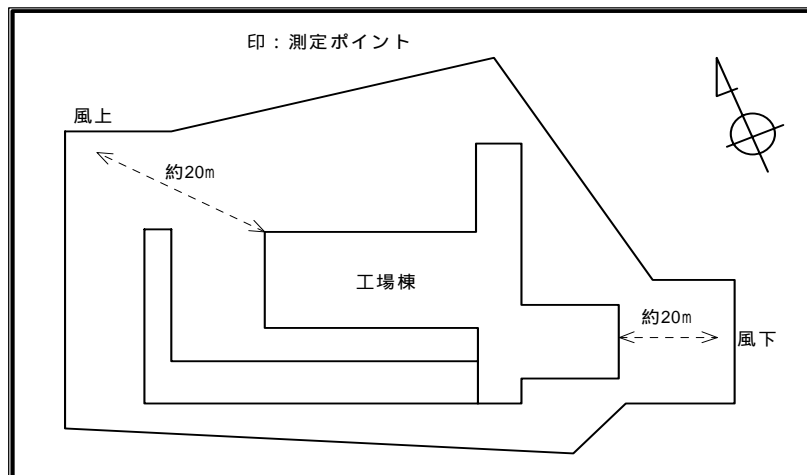 印：測定ポイント
風上
約20m
工場棟
約20m
風下